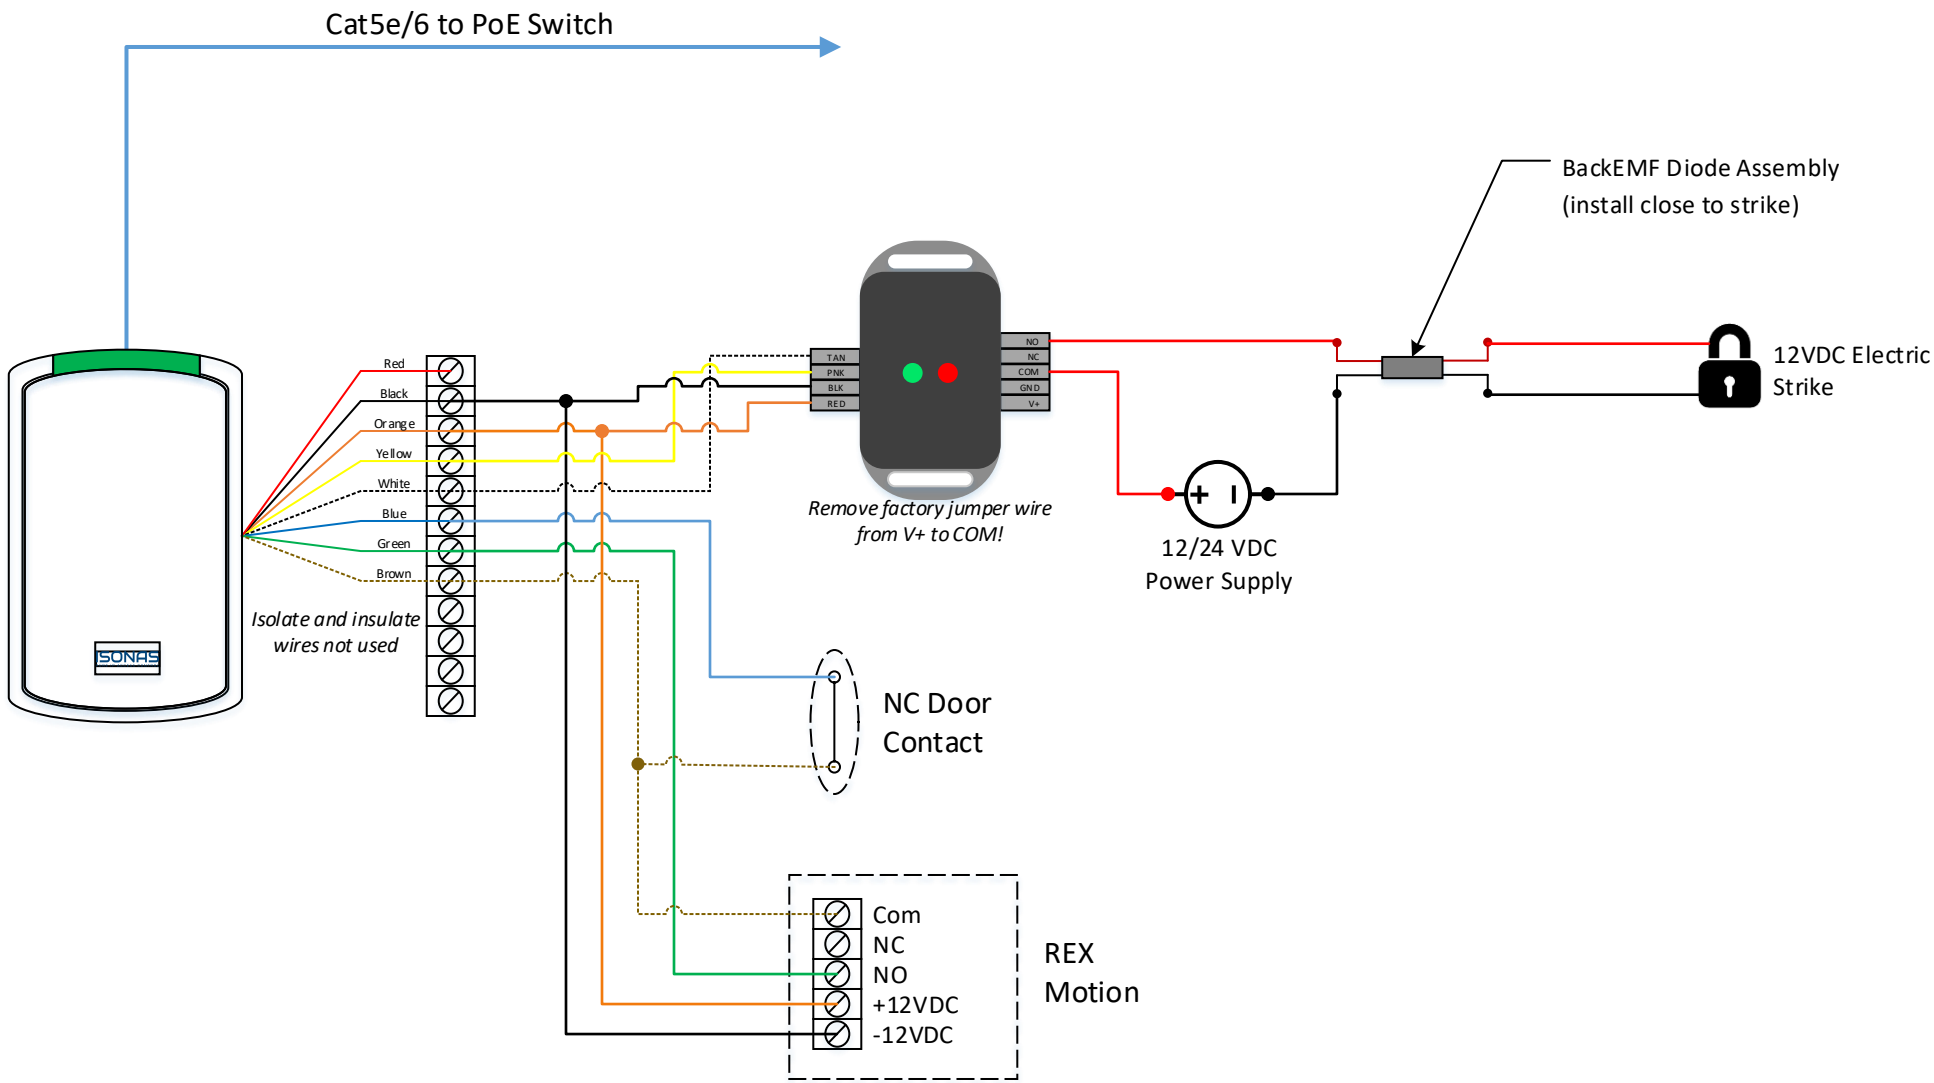 Cat5e/6 to PoE Switch
BackEMF Diode Assembly
(install close to strike)
Red
Black
Orange
Yellow
White
Blue
Green
Brown
Isolate and insulate
wires not used
ISONAS
TAN
PNK
BLK
RED
NO
NC
COM
GND
V+
Remove factory jumper wire
from V+ to COM!
12VDC Electric
Strike
12/24 VDC
Power Supply
NC Door
Contact
Com
NC
NO
+12VDC
-12VDC
REX
Motion